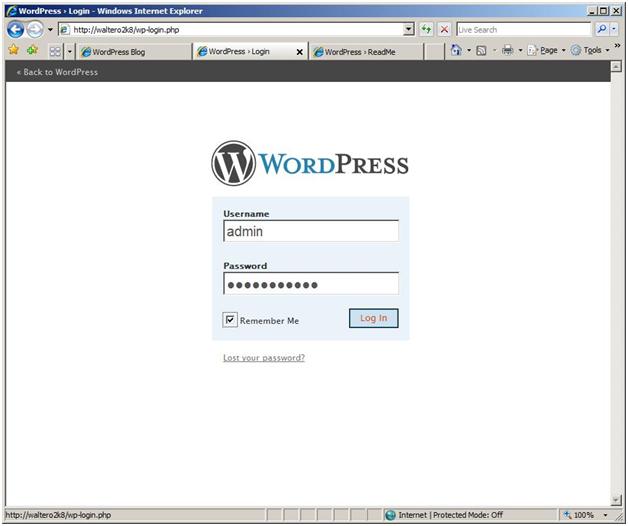 WordPress › Login - Windows Internet Explorer
http://waltero2k8/wp-login.php
Live Search
WordPress Blog
WordPress › Login
WordPress › ReadMe
Page
Tools
« Back to WordPress
WORDPRESS
Username
admin
Password
Remember Me
Log In
Lost your password?
http://waltero2k8/wp-login.php
Internet | Protected Mode: Off
100%